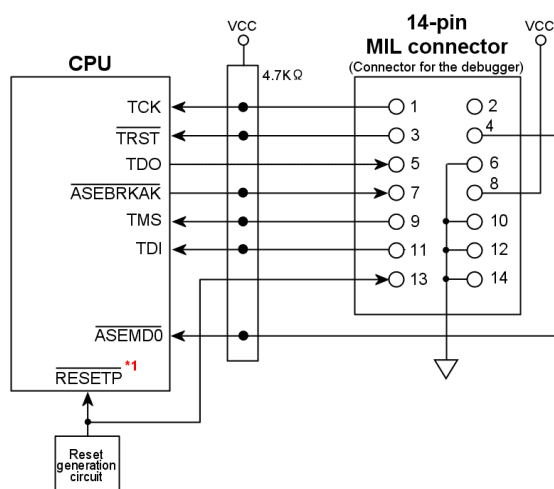 VCC
14-pin
MIL connector
(Connector for the debugger)
VCC
CPU
4.7KΩ
TCK
1
2
TRST
3
4
TDO
5
6
ASEBRKAK
7
8
TMS
9
10
TDI
11
12
13
14
ASEMD0
RESETP *1
Reset
generation
circuit